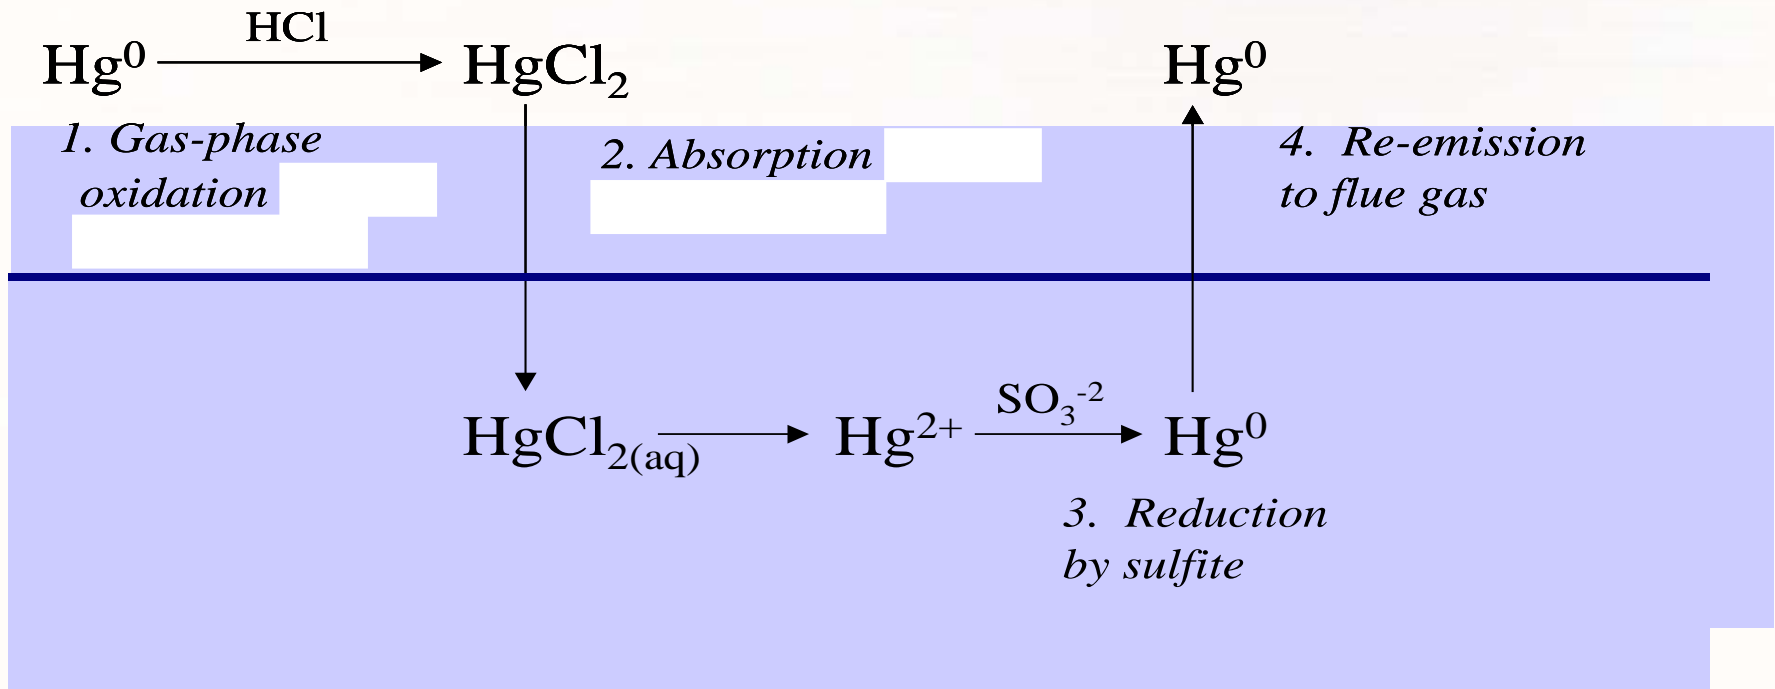 HCl
Hg⁰ HgCl₂ Hg⁰
1. Gas-phase
oxidation
2. Absorption
4. Re-emission
to flue gas
SO₃⁻²
HgCl₂₍aq₎ Hg²⁺ Hg⁰
3. Reduction
by sulfite